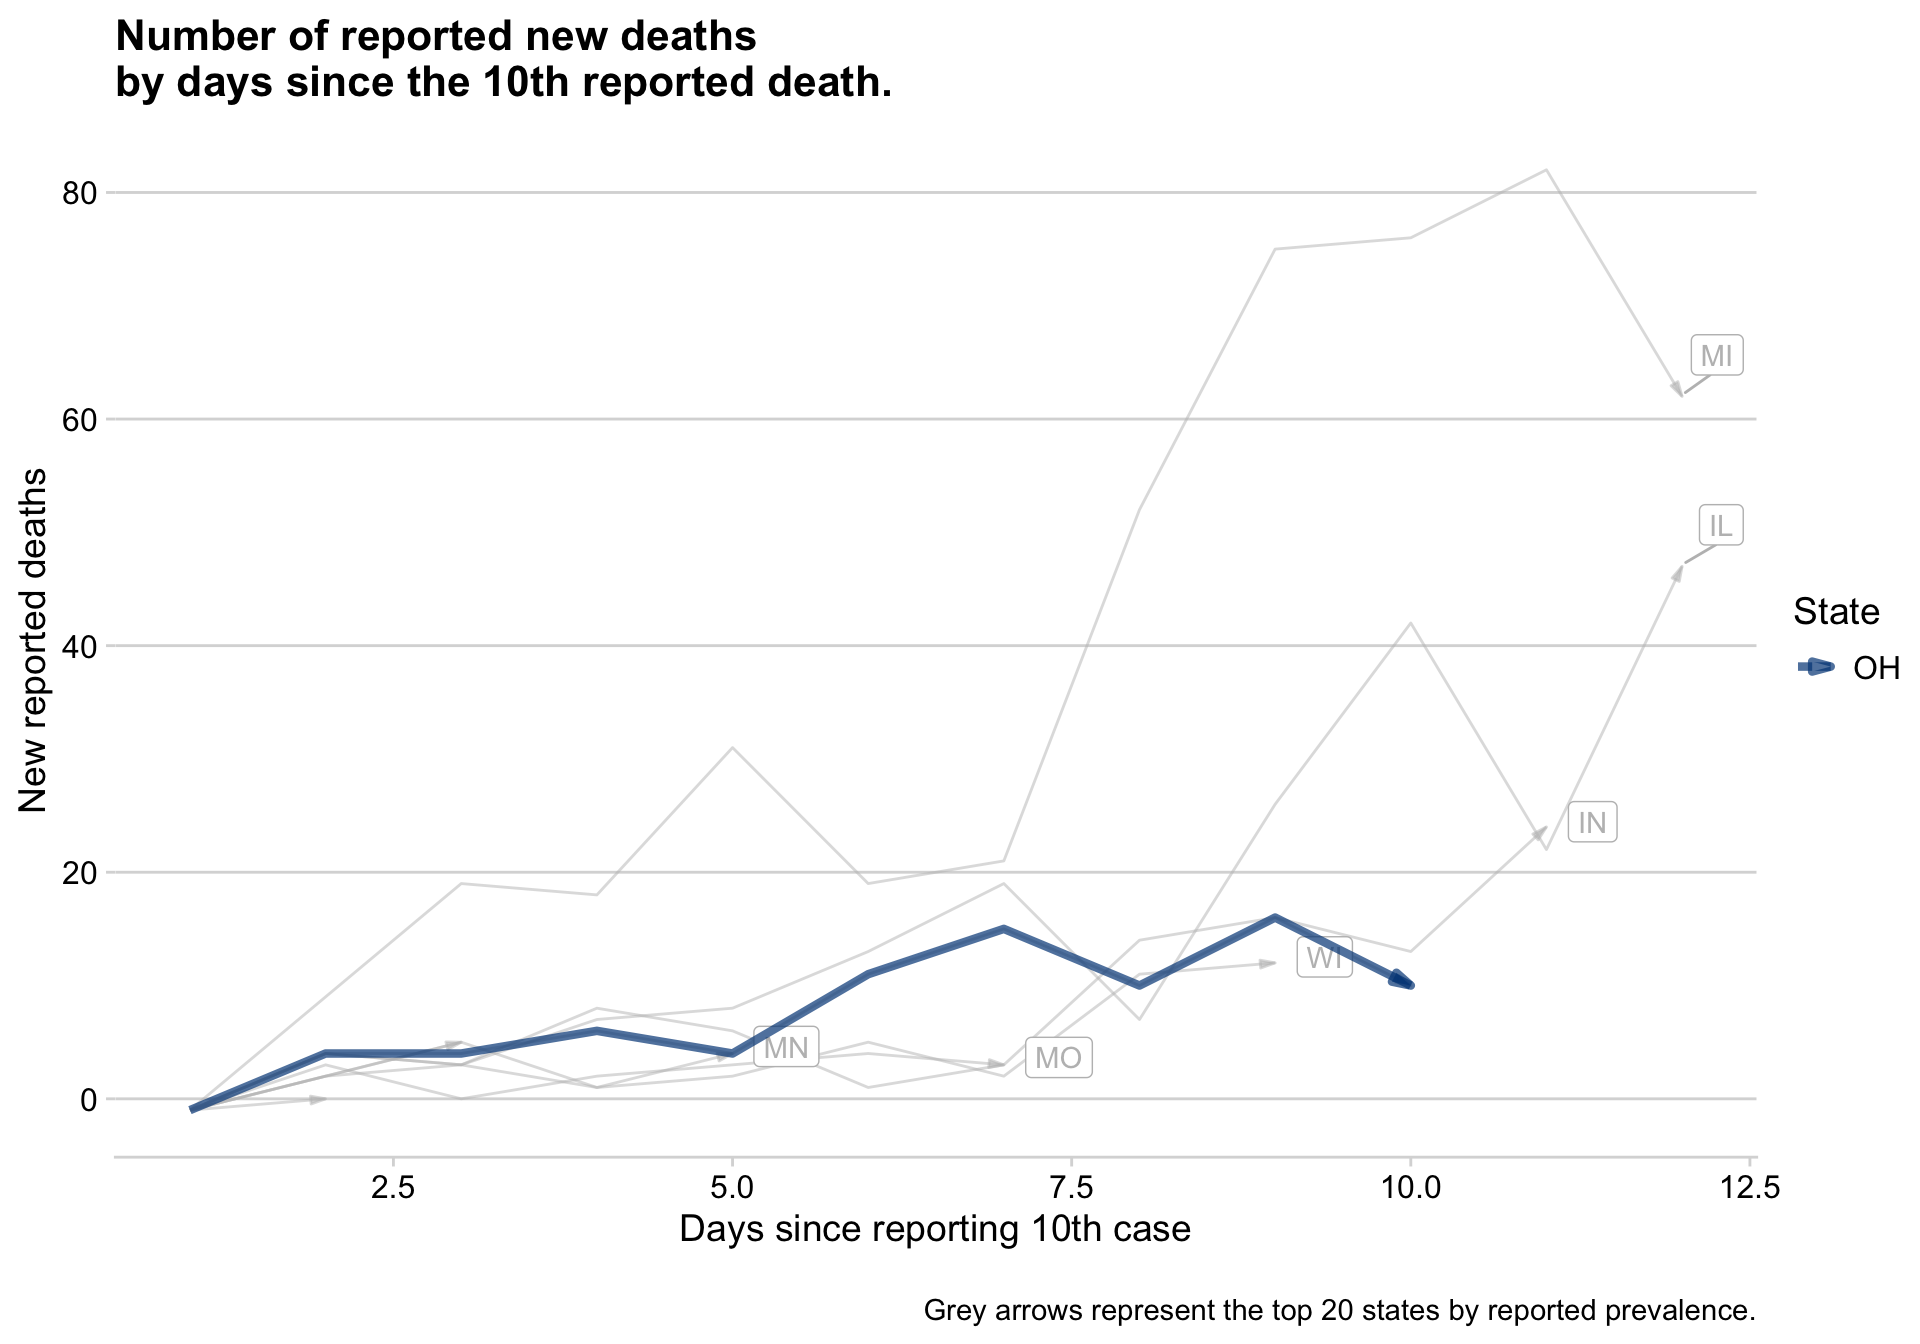 Number of reported new deaths
by days since the 10th reported death.
80
60
40
20
0
New reported deaths
MI
IL
IN
WI
MN
MO
State
OH
2.5
5.0
7.5
10.0
12.5
Days since reporting 10th case
Grey arrows represent the top 20 states by reported prevalence.